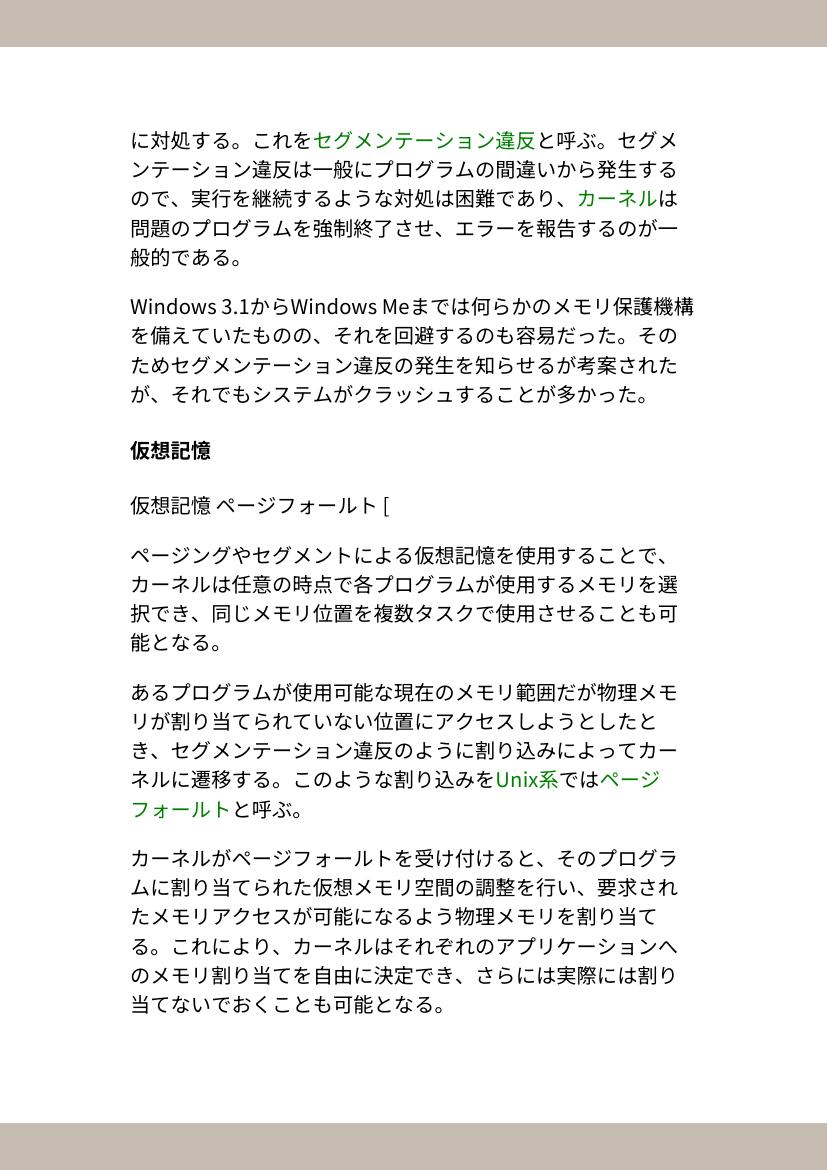 に対処する。これをセグメンテーション違反と呼ぶ。セグメ
ンテーション違反は一般にプログラムの間違いから発生する
ので、実行を継続するような対処は困難であり、カーネルは
問題のプログラムを強制終了させ、エラーを報告するのが一
般的である。
Windows 3.1からWindows Meまでは何らかのメモリ保護機構
を備えていたものの、それを回避するのも容易だった。その
ためセグメンテーション違反の発生を知らせるが考案された
が、それでもシステムがクラッシュすることが多かった。
仮想記憶
仮想記憶 ページフォールト [
ページングやセグメントによる仮想記憶を使用することで、
カーネルは任意の時点で各プログラムが使用するメモリを選
択でき、同じメモリ位置を複数タスクで使用させることも可
能となる。
あるプログラムが使用可能な現在のメモリ範囲だが物理メモ
リが割り当てられていない位置にアクセスしようとしたと
き、セグメンテーション違反のように割り込みによってカー
ネルに遷移する。このような割り込みをUnix系ではページ
フォールトと呼ぶ。
カーネルがページフォールトを受け付けると、そのプログラ
ムに割り当てられた仮想メモリ空間の調整を行い、要求され
たメモリアクセスが可能になるよう物理メモリを割り当て
る。これにより、カーネルはそれぞれのアプリケーションへ
のメモリ割り当てを自由に決定でき、さらには実際には割り
当てないでおくことも可能となる。